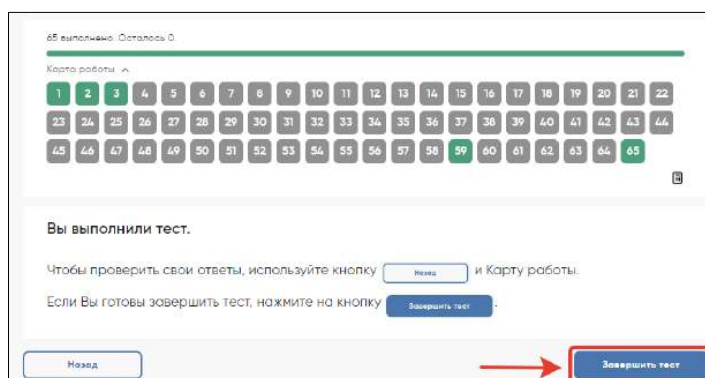 65 выполнено. Осталось 0.
Карта работы
1 2 3 4 5 6 7 8 9 10 11 12 13 14 15 16 17 18 19 20 21 22
23 24 25 26 27 28 29 30 31 32 33 34 35 36 37 38 39 40 41 42 43 44
45 46 47 48 49 50 51 52 53 54 55 56 57 58 59 60 61 62 63 64 65
Вы выполнили тест.
Чтобы проверить свои ответы, используйте кнопку Назад и Карту работы.
Если Вы готовы завершить тест, нажмите на кнопку Завершить тест .
Назад Завершить тест